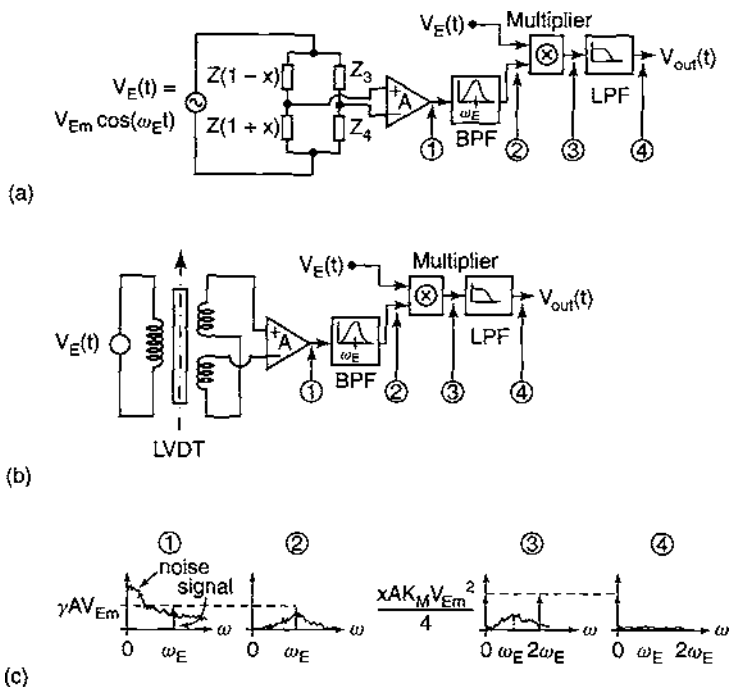 V_E(t) =
V_Em cos(ω_E t)
Z(1 − x)
Z(1 + x)
Z_3
Z_4
+
A
−
①
ω_E
BPF
②
V_E(t)
Multiplier
⊗
③
LPF
④
V_out(t)
(a)
V_E(t)
LVDT
+
A
−
①
ω_E
BPF
②
V_E(t)
Multiplier
⊗
③
LPF
④
V_out(t)
(b)
① ② ③ ④
noise
signal
γAV_Em
xAK_M V_Em²
4
0 ω_E ω
0 ω_E ω
0 ω_E 2ω_E ω
0 ω_E 2ω_E ω
(c)